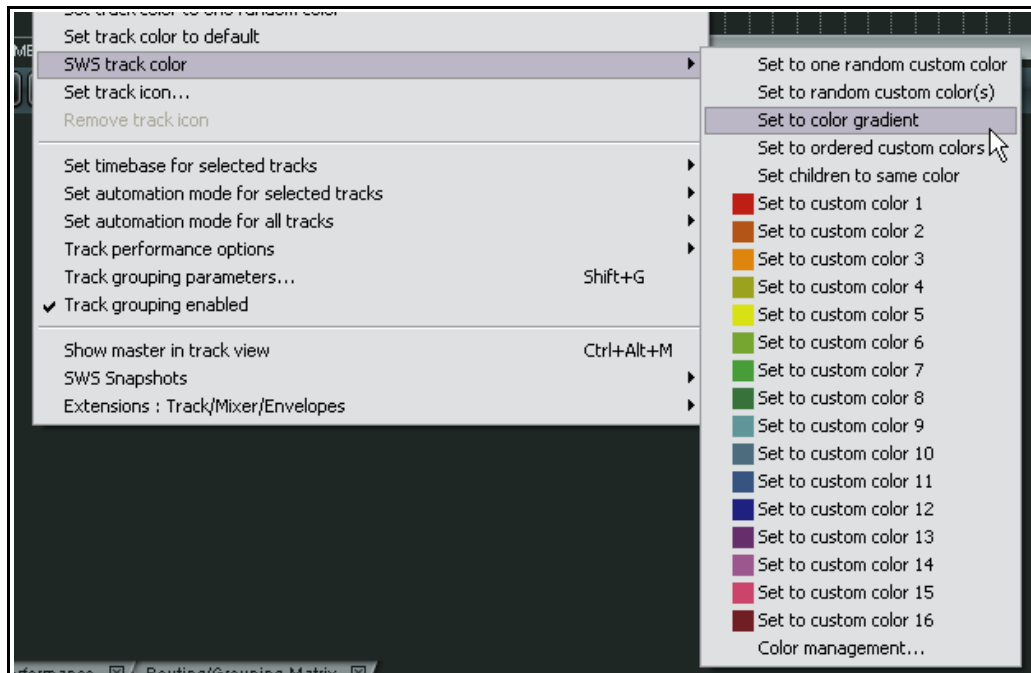 Set track color to one random color
Set track color to default
SWS track color
Set track icon...
Remove track icon
Set timebase for selected tracks
Set automation mode for selected tracks
Set automation mode for all tracks
Track performance options
Track grouping parameters... Shift+G
Track grouping enabled
Show master in track view Ctrl+Alt+M
SWS Snapshots
Extensions : Track/Mixer/Envelopes
Set to one random custom color
Set to random custom color(s)
Set to color gradient
Set to ordered custom colors
Set children to same color
Set to custom color 1
Set to custom color 2
Set to custom color 3
Set to custom color 4
Set to custom color 5
Set to custom color 6
Set to custom color 7
Set to custom color 8
Set to custom color 9
Set to custom color 10
Set to custom color 11
Set to custom color 12
Set to custom color 13
Set to custom color 14
Set to custom color 15
Set to custom color 16
Color management...
Routing/Grouping Matrix